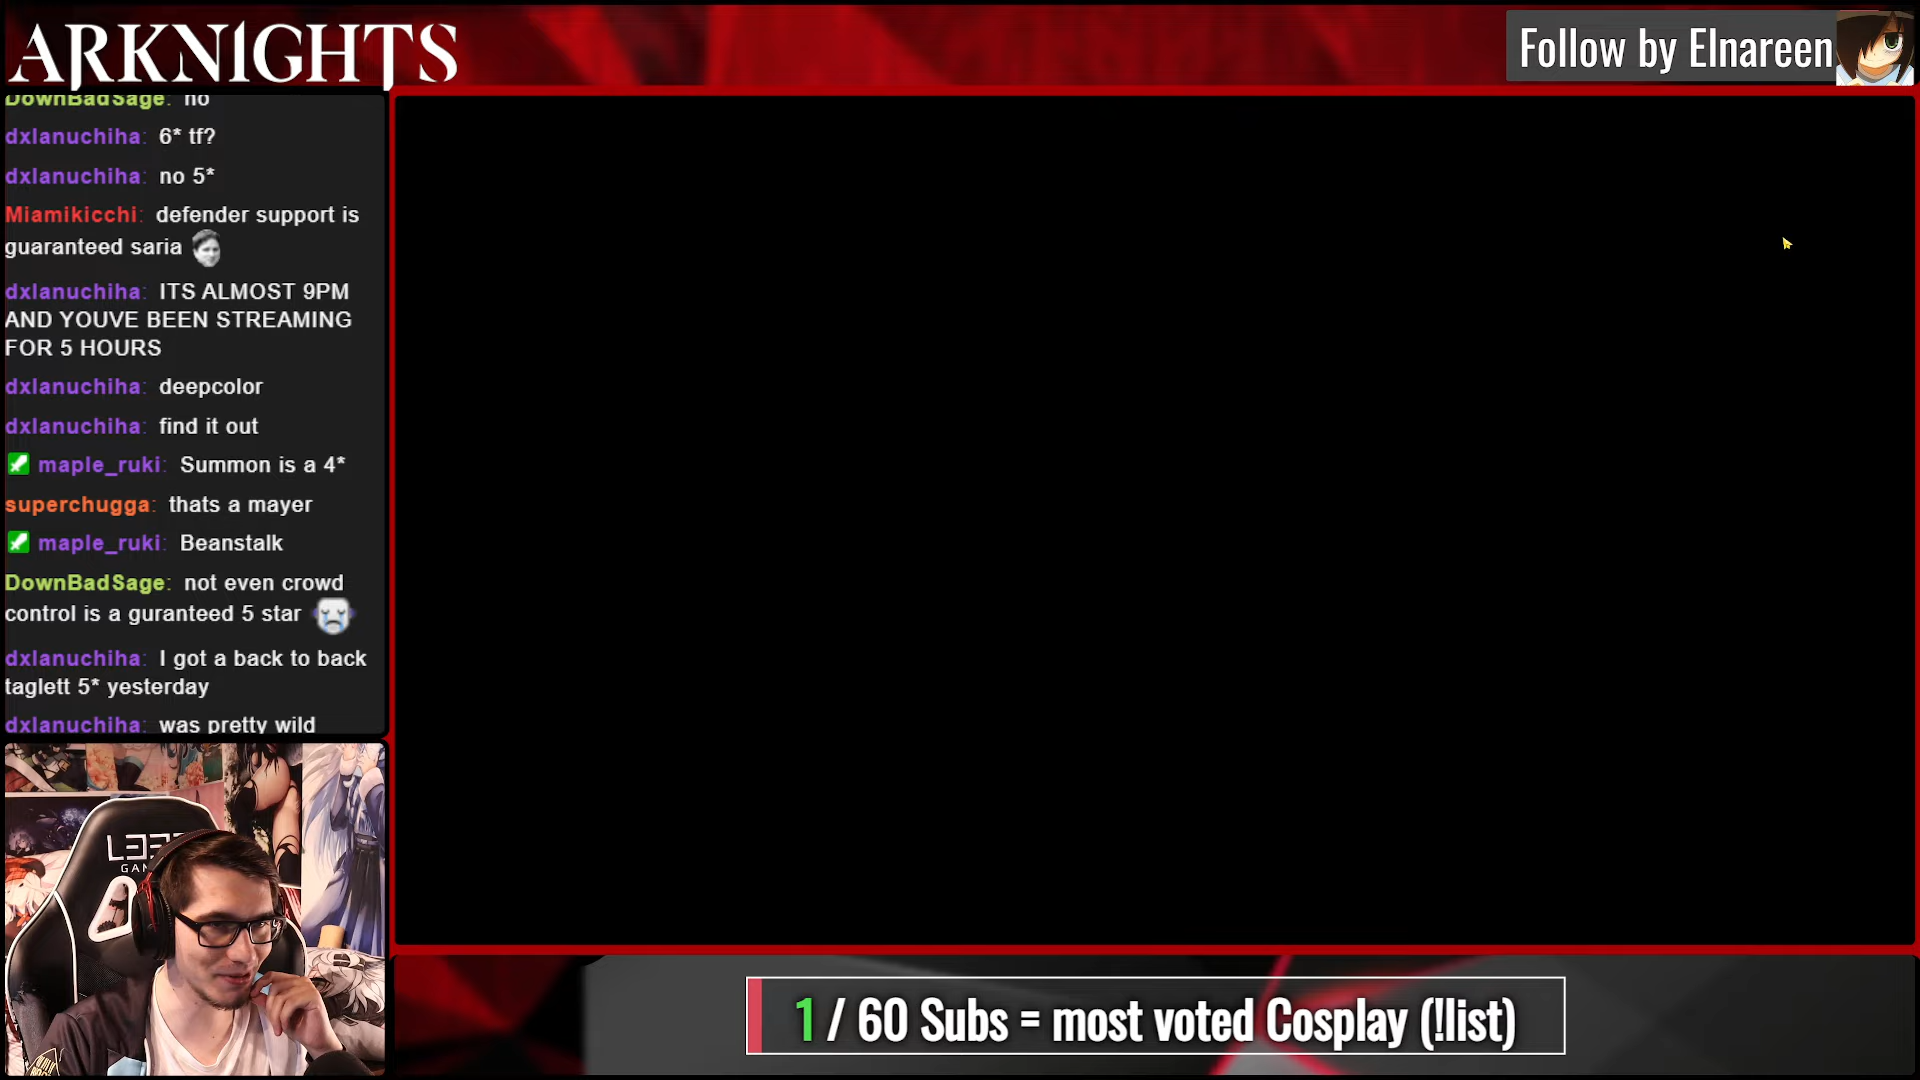 ARKNIGHTS
Follow by Elnareen
DownBadSage: no
dxlanuchiha: 6* tf?
dxlanuchiha: no 5*
Miamikicchi: defender support is
guaranteed saria
dxlanuchiha: ITS ALMOST 9PM
AND YOUVE BEEN STREAMING
FOR 5 HOURS
dxlanuchiha: deepcolor
dxlanuchiha: find it out
maple_ruki: Summon is a 4*
superchugga: thats a mayer
maple_ruki: Beanstalk
DownBadSage: not even crowd
control is a guranteed 5 star
dxlanuchiha: I got a back to back
taglett 5* yesterday
dxlanuchiha: was pretty wild
1 / 60 Subs = most voted Cosplay (!list)